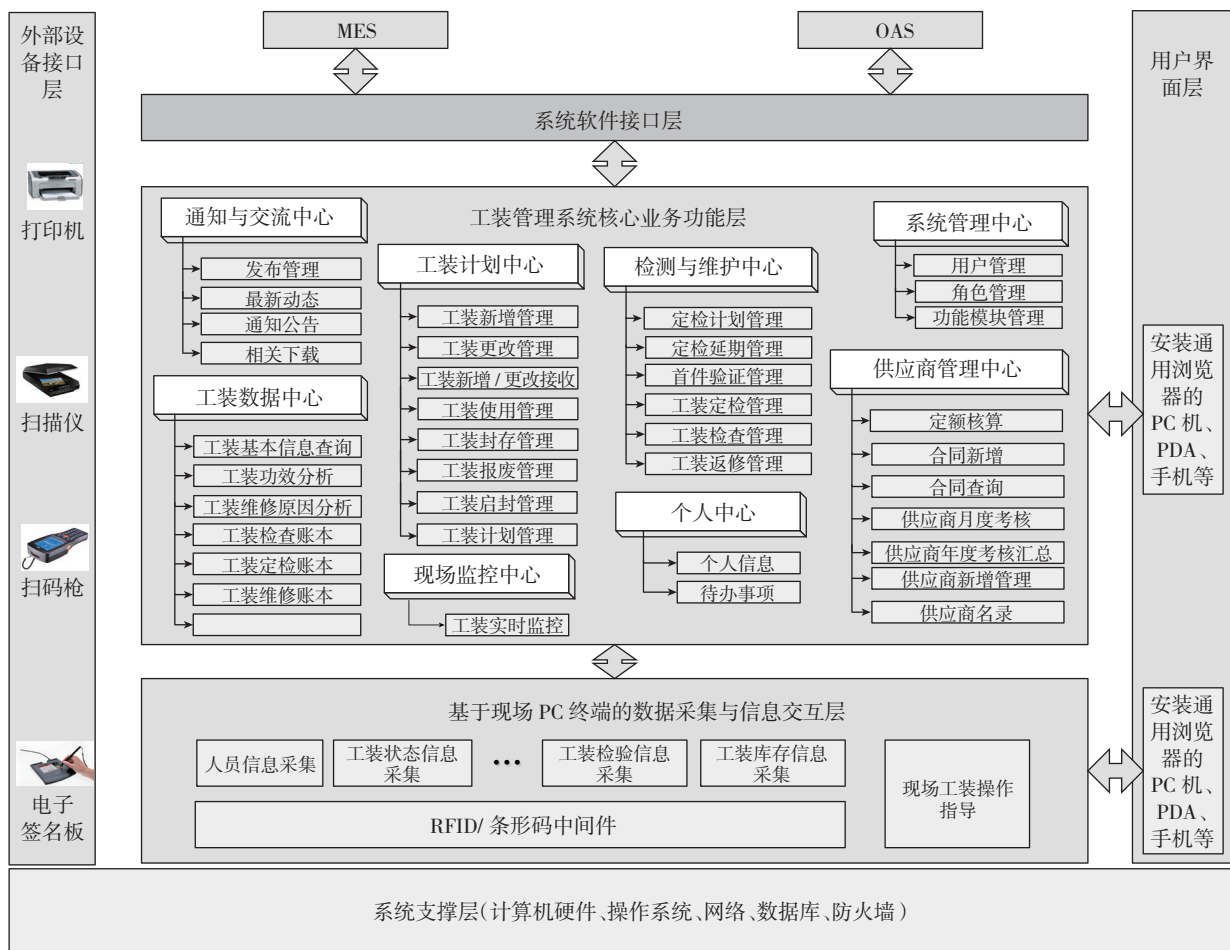 外部设
备接口
层
打印机
扫描仪
扫码枪
电子
签名板
MES
OAS
系统软件接口层
工装管理系统核心业务功能层
通知与交流中心
发布管理
最新动态
通知公告
相关下载
工装数据中心
工装基本信息查询
工装功效分析
工装维修原因分析
工装检查账本
工装定检账本
工装维修账本
工装计划中心
工装新增管理
工装更改管理
工装新增/更改接收
工装使用管理
工装封存管理
工装报废管理
工装启封管理
工装计划管理
现场监控中心
工装实时监控
检测与维护中心
定检计划管理
定检延期管理
首件验证管理
工装定检管理
工装检查管理
工装返修管理
个人中心
个人信息
待办事项
系统管理中心
用户管理
角色管理
功能模块管理
供应商管理中心
定额核算
合同新增
合同查询
供应商月度考核
供应商年度考核汇总
供应商新增管理
供应商名录
基于现场 PC 终端的数据采集与信息交互层
人员信息采集
工装状态信息
采集
•••
工装检验信息
采集
工装库存信息
采集
RFID/ 条形码中间件
现场工装操作
指导
用户界
面层
安装通
用浏览
器的
PC 机、
PDA、
手机等
安装通
用浏览
器的
PC 机、
PDA、
手机等
系统支撑层(计算机硬件、操作系统、网络、数据库、防火墙)